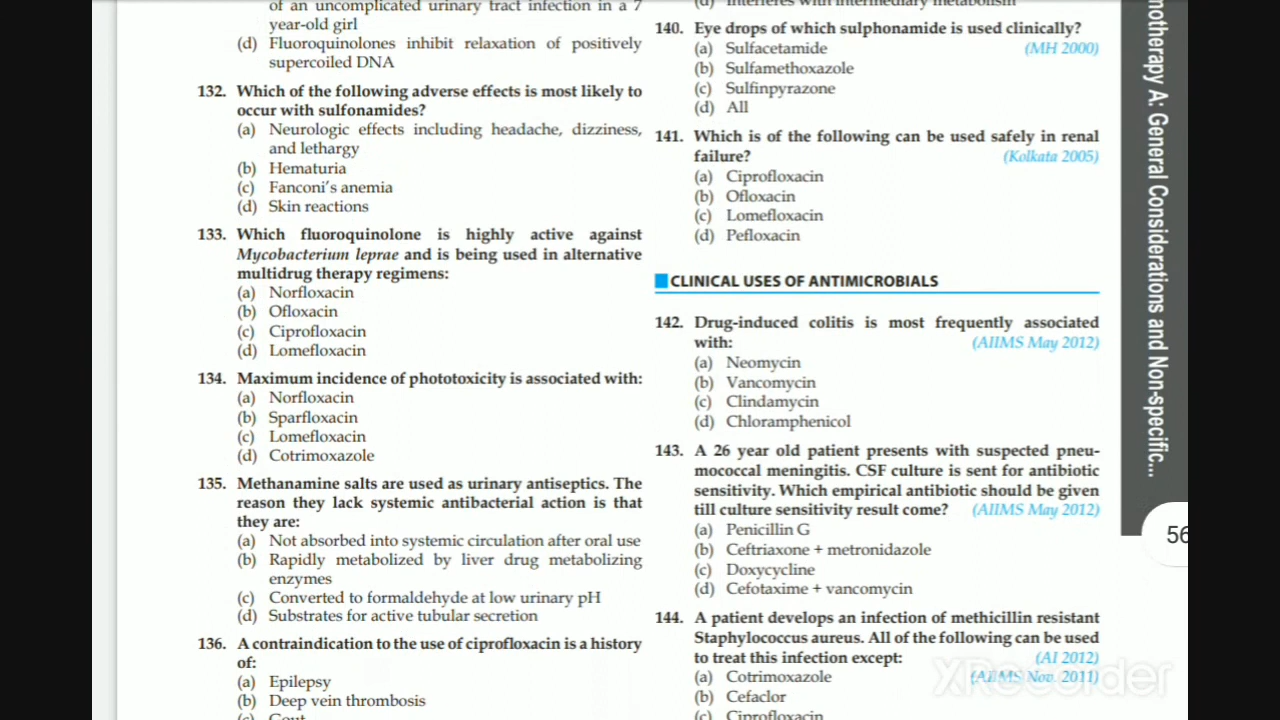 of an uncomplicated urinary tract infection in a 7
year-old girl
(d) Fluoroquinolones inhibit relaxation of positively
supercoiled DNA
132. Which of the following adverse effects is most likely to
occur with sulfonamides?
(a) Neurologic effects including headache, dizziness,
and lethargy
(b) Hematuria
(c) Fanconi's anemia
(d) Skin reactions
133. Which fluoroquinolone is highly active against
Mycobacterium leprae and is being used in alternative
multidrug therapy regimens:
(a) Norfloxacin
(b) Ofloxacin
(c) Ciprofloxacin
(d) Lomefloxacin
134. Maximum incidence of phototoxicity is associated with:
(a) Norfloxacin
(b) Sparfloxacin
(c) Lomefloxacin
(d) Cotrimoxazole
135. Methanamine salts are used as urinary antiseptics. The
reason they lack systemic antibacterial action is that
they are:
(a) Not absorbed into systemic circulation after oral use
(b) Rapidly metabolized by liver drug metabolizing
enzymes
(c) Converted to formaldehyde at low urinary pH
(d) Substrates for active tubular secretion
136. A contraindication to the use of ciprofloxacin is a history
of:
(a) Epilepsy
(b) Deep vein thrombosis
(c) Gout
(d) Interferes with intermediary metabolism
140. Eye drops of which sulphonamide is used clinically?
(a) Sulfacetamide (MH 2000)
(b) Sulfamethoxazole
(c) Sulfinpyrazone
(d) All
141. Which is of the following can be used safely in renal
failure? (Kolkata 2005)
(a) Ciprofloxacin
(b) Ofloxacin
(c) Lomefloxacin
(d) Pefloxacin
CLINICAL USES OF ANTIMICROBIALS
142. Drug-induced colitis is most frequently associated
with: (AIIMS May 2012)
(a) Neomycin
(b) Vancomycin
(c) Clindamycin
(d) Chloramphenicol
143. A 26 year old patient presents with suspected pneu-
mococcal meningitis. CSF culture is sent for antibiotic
sensitivity. Which empirical antibiotic should be given
till culture sensitivity result come? (AIIMS May 2012)
(a) Penicillin G
(b) Ceftriaxone + metronidazole
(c) Doxycycline
(d) Cefotaxime + vancomycin
144. A patient develops an infection of methicillin resistant
Staphylococcus aureus. All of the following can be used
to treat this infection except: (AI 2012)
(a) Cotrimoxazole (AIIMS Nov. 2011)
(b) Cefaclor
(c) Ciprofloxacin
motherapy A: General Considerations and Non-specific...
56
XRecorder